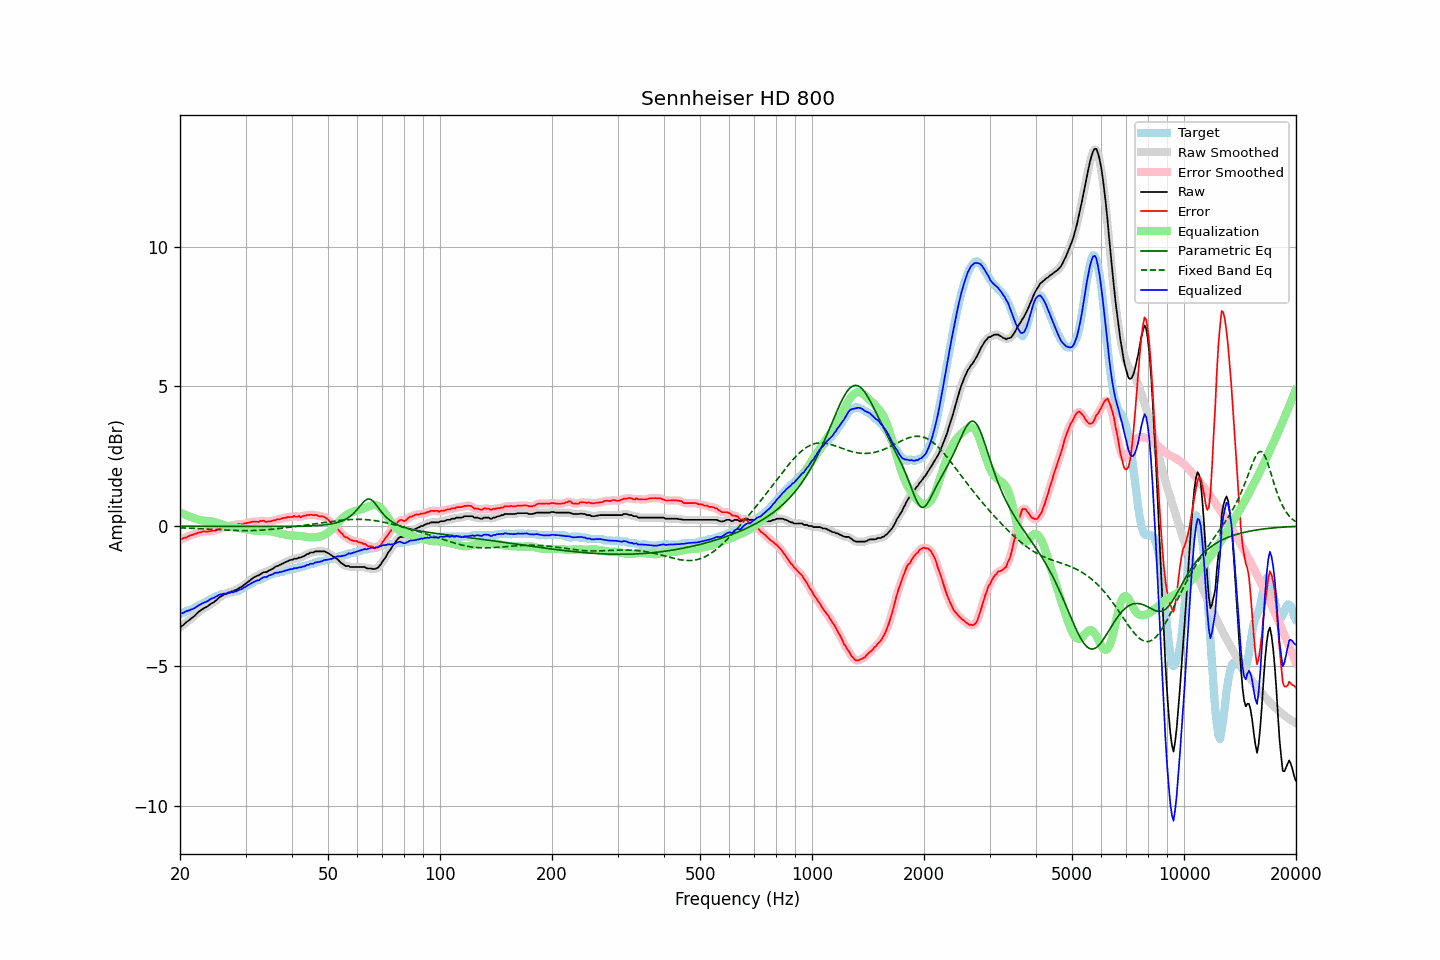 Sennheiser HD 800
Target
Raw Smoothed
Error Smoothed
Raw
Error
Equalization
Parametric Eq
Fixed Band Eq
Equalized
Amplitude (dBr)
10
5
0
−5
−10
20 50 100 200 500 1000 2000 5000 10000 20000
Frequency (Hz)